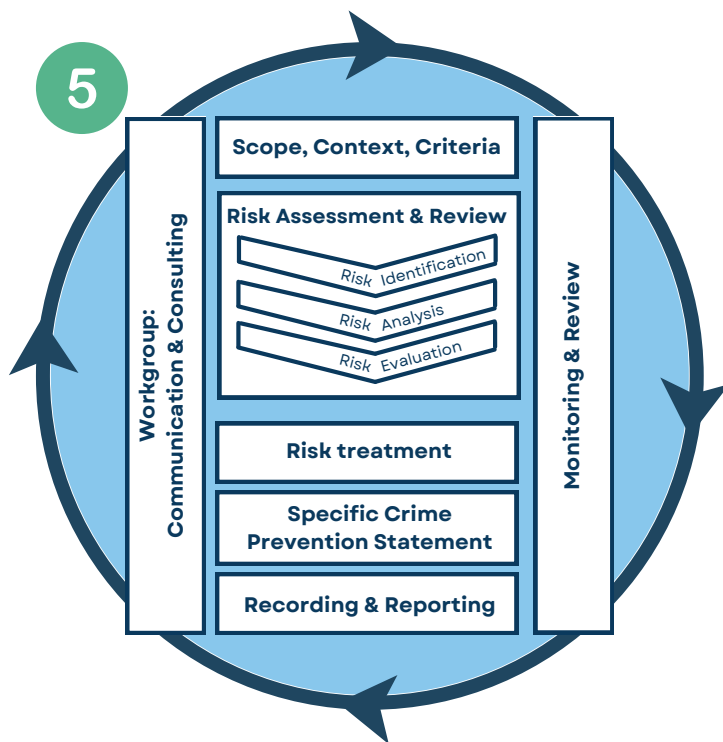 5
Scope, Context, Criteria
Risk Assessment & Review
Risk Identification
Risk Analysis
Risk Evaluation
Workgroup:
Communication & Consulting
Monitoring & Review
Risk treatment
Specific Crime
Prevention Statement
Recording & Reporting